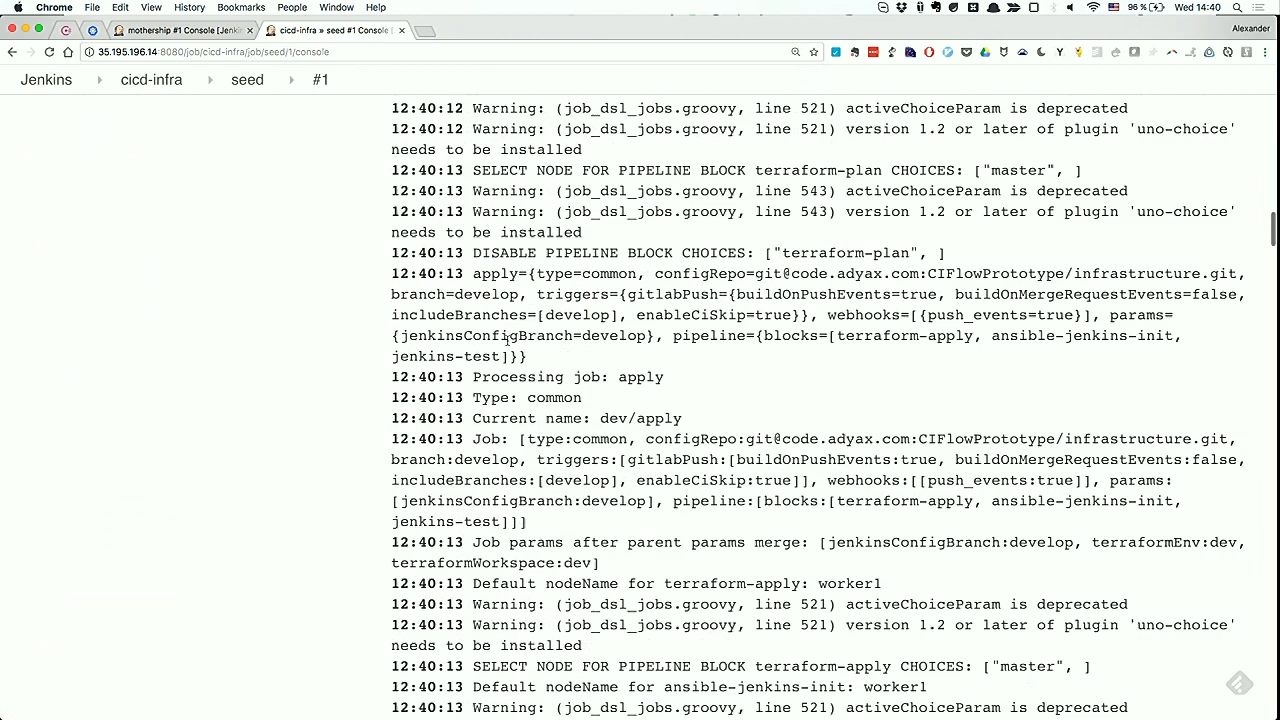 Chrome File Edit View History Bookmarks People Window Help 96 % Wed 14:40
mothership #1 Console [Jenki × cicd-infra » seed #1 Console [ × Alexander
35.195.196.14:8080/job/cicd-infra/job/seed/1/console
Jenkins cicd-infra seed #1
12:40:12 Warning: (job_dsl_jobs.groovy, line 521) activeChoiceParam is deprecated
12:40:12 Warning: (job_dsl_jobs.groovy, line 521) version 1.2 or later of plugin 'uno-choice'
needs to be installed
12:40:13 SELECT NODE FOR PIPELINE BLOCK terraform-plan CHOICES: ["master", ]
12:40:13 Warning: (job_dsl_jobs.groovy, line 543) activeChoiceParam is deprecated
12:40:13 Warning: (job_dsl_jobs.groovy, line 543) version 1.2 or later of plugin 'uno-choice'
needs to be installed
12:40:13 DISABLE PIPELINE BLOCK CHOICES: ["terraform-plan", ]
12:40:13 apply={type=common, configRepo=git@code.adyax.com:CIFlowPrototype/infrastructure.git,
branch=develop, triggers={gitlabPush={buildOnPushEvents=true, buildOnMergeRequestEvents=false,
includeBranches=[develop], enableCiSkip=true}}, webhooks=[{push_events=true}], params=
{jenkinsConfigBranch=develop}, pipeline={blocks=[terraform-apply, ansible-jenkins-init,
jenkins-test]}}
12:40:13 Processing job: apply
12:40:13 Type: common
12:40:13 Current name: dev/apply
12:40:13 Job: [type:common, configRepo:git@code.adyax.com:CIFlowPrototype/infrastructure.git,
branch:develop, triggers:[gitlabPush:[buildOnPushEvents:true, buildOnMergeRequestEvents:false,
includeBranches:[develop], enableCiSkip:true]], webhooks:[[push_events:true]], params:
[jenkinsConfigBranch:develop], pipeline:[blocks:[terraform-apply, ansible-jenkins-init,
jenkins-test]]]
12:40:13 Job params after parent params merge: [jenkinsConfigBranch:develop, terraformEnv:dev,
terraformWorkspace:dev]
12:40:13 Default nodeName for terraform-apply: worker1
12:40:13 Warning: (job_dsl_jobs.groovy, line 521) activeChoiceParam is deprecated
12:40:13 Warning: (job_dsl_jobs.groovy, line 521) version 1.2 or later of plugin 'uno-choice'
needs to be installed
12:40:13 SELECT NODE FOR PIPELINE BLOCK terraform-apply CHOICES: ["master", ]
12:40:13 Default nodeName for ansible-jenkins-init: worker1
12:40:13 Warning: (job_dsl_jobs.groovy, line 521) activeChoiceParam is deprecated